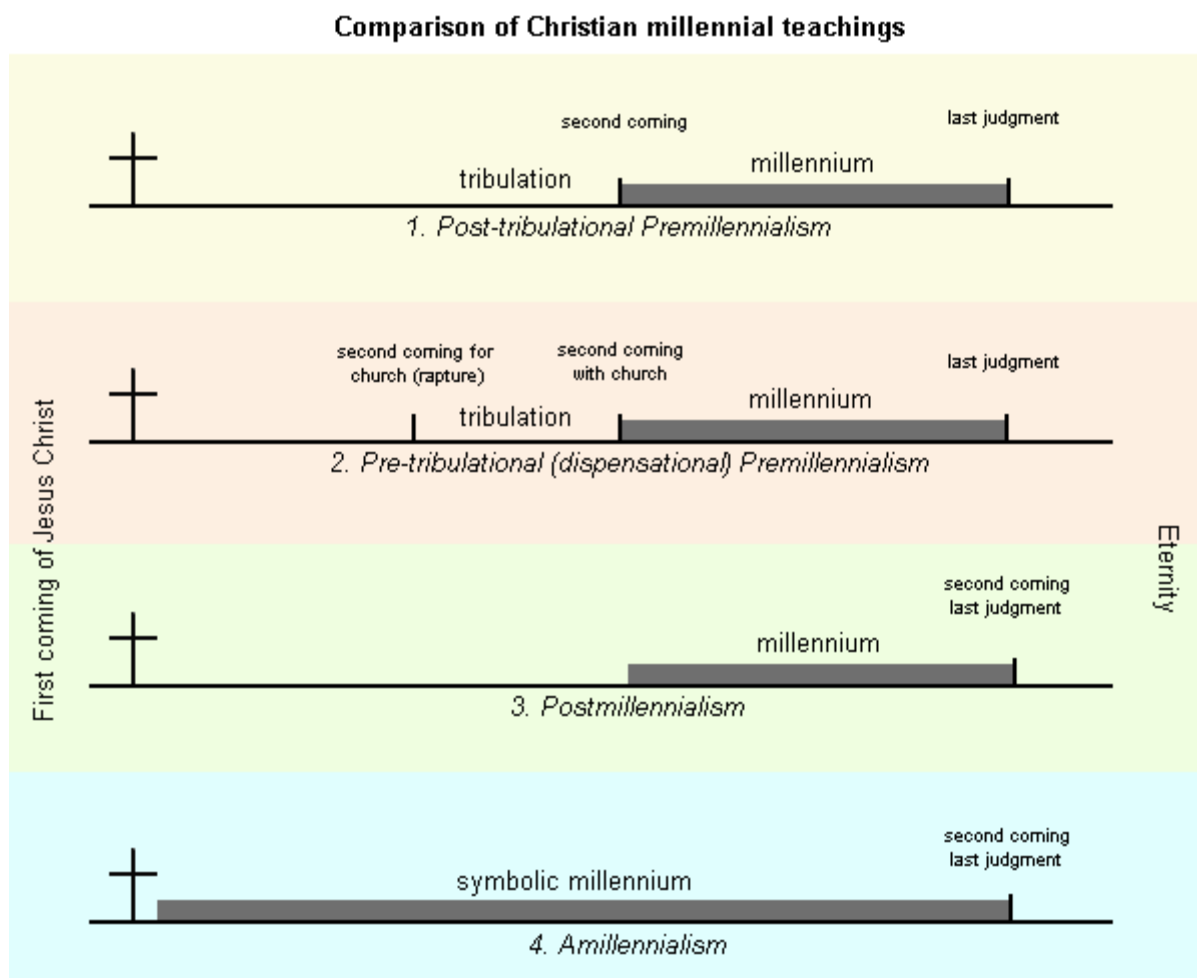 Comparison of Christian millennial teachings
second coming
last judgment
tribulation
millennium
1. Post-tribulational Premillennialism
second coming for
church (rapture)
second coming
with church
last judgment
tribulation
millennium
2. Pre-tribulational (dispensational) Premillennialism
First coming of Jesus Christ
Eternity
second coming
last judgment
millennium
3. Postmillennialism
second coming
last judgment
symbolic millennium
4. Amillennialism